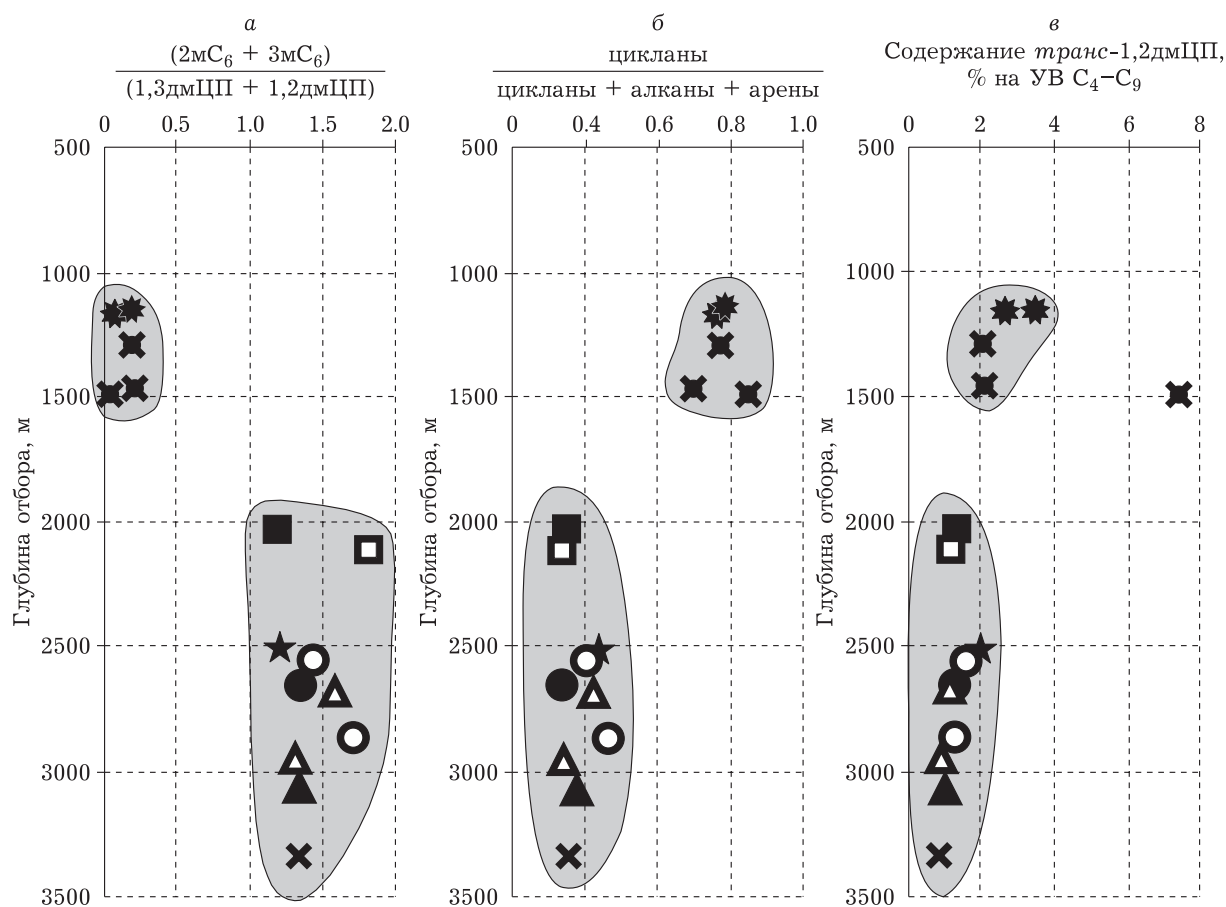 а
(2мС₆ + 3мС₆)
(1,3дмЦП + 1,2дмЦП)
0 0.5 1.0 1.5 2.0
500
1000
1500
2000
2500
3000
3500
Глубина отбора, м
б
цикланы
цикланы + алканы + арены
0 0.4 0.6 0.8 1.0
500
1000
1500
2000
2500
3000
3500
Глубина отбора, м
в
Содержание транс-1,2дмЦП,
% на УВ С₄–С₉
0 2 4 6 8
500
1000
1500
2000
2500
3000
3500
Глубина отбора, м